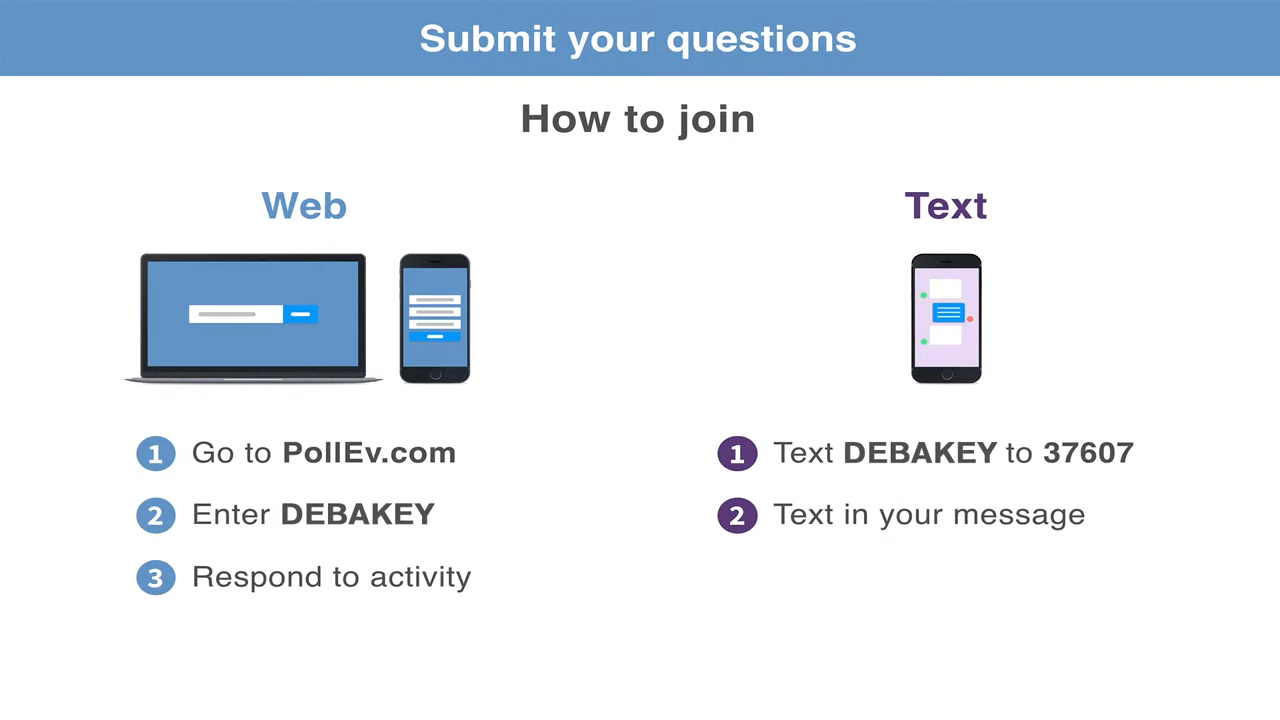 Submit your questions
How to join
Web
1 Go to PollEv.com
2 Enter DEBAKEY
3 Respond to activity
Text
1 Text DEBAKEY to 37607
2 Text in your message